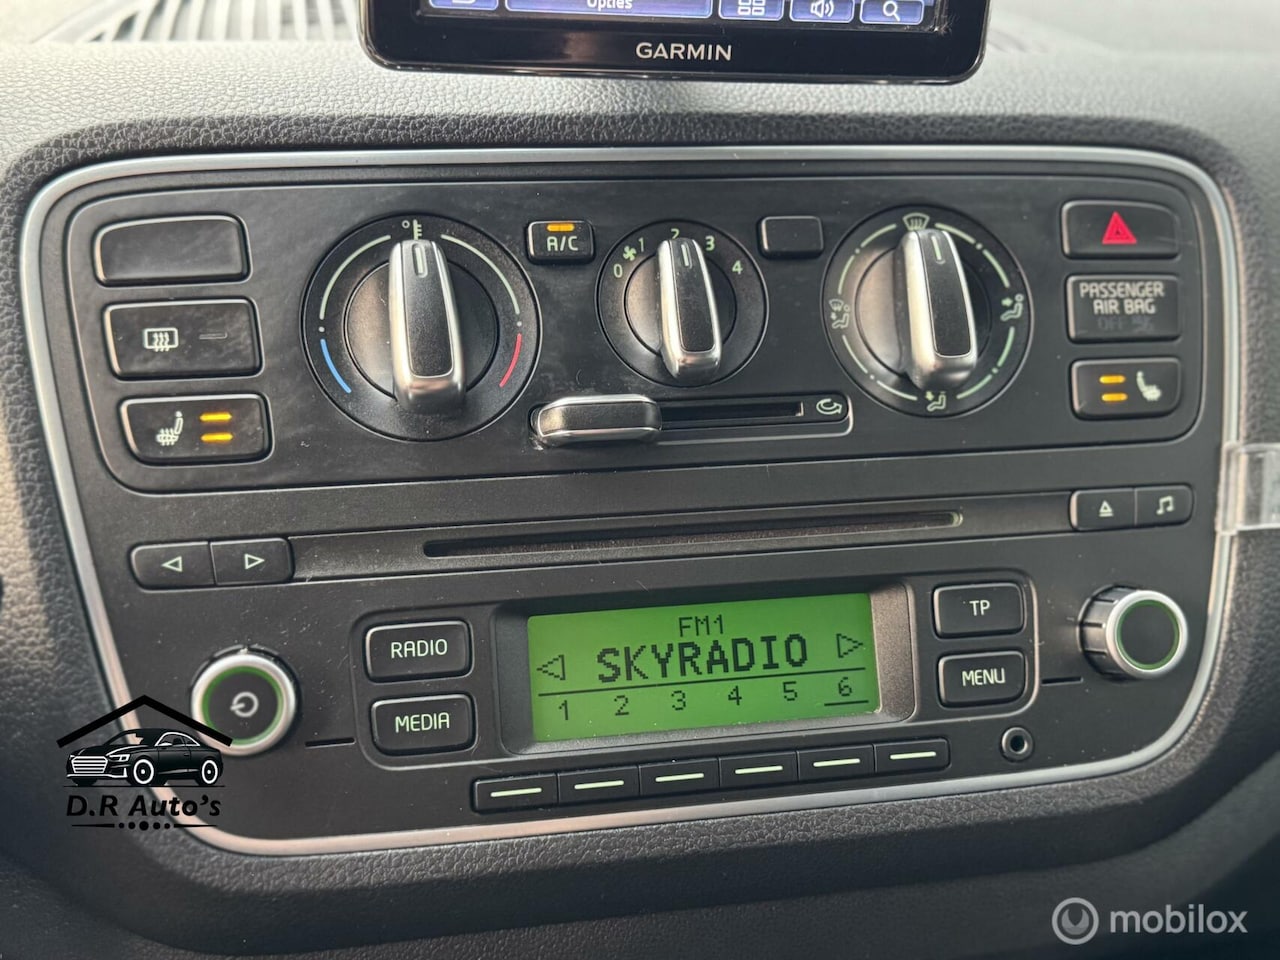 Opties
GARMIN
A/C
0 1 2 3 4
PASSENGER
AIR BAG
OFF
RADIO
MEDIA
FM1
SKYRADIO
1 2 3 4 5 6
TP
MENU
D.R Auto's
mobilox